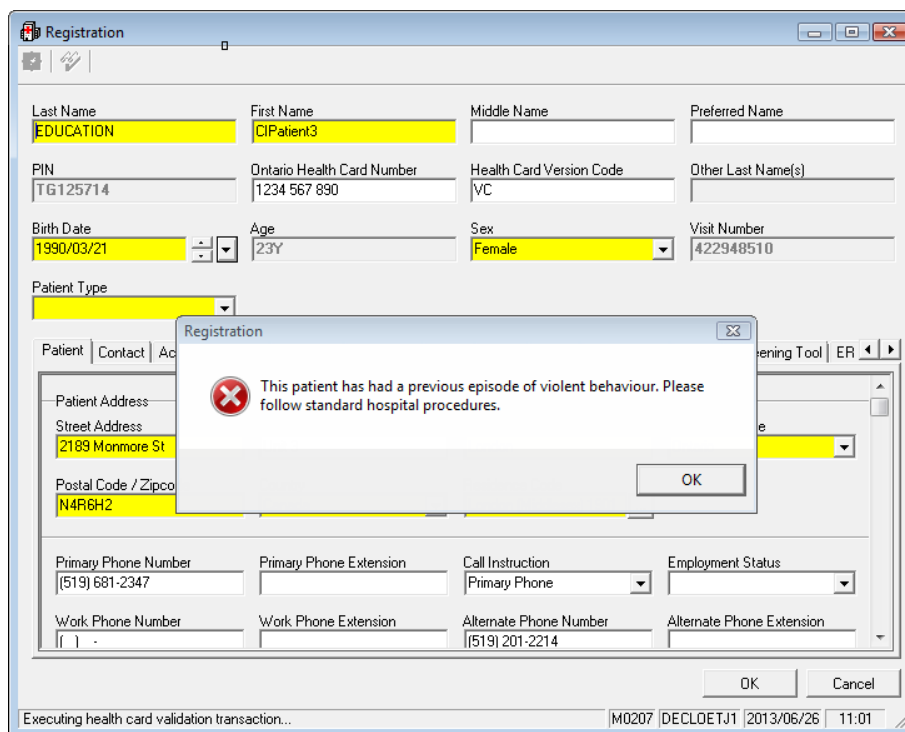 Registration
Last Name First Name Middle Name Preferred Name
EDUCATION CIPatient3
PIN Ontario Health Card Number Health Card Version Code Other Last Name(s)
TG125714 1234 567 890 VC
Birth Date Age Sex Visit Number
1990/03/21 23Y Female 422948510
Patient Type
Registration
Patient Contact Ac ening Tool ER
This patient has had a previous episode of violent behaviour. Please
follow standard hospital procedures.
Patient Address
Street Address e
2189 Monmore St
OK
Postal Code / Zipco
N4R6H2
Primary Phone Number Primary Phone Extension Call Instruction Employment Status
(519) 681-2347 Primary Phone
Work Phone Number Work Phone Extension Alternate Phone Number Alternate Phone Extension
( ) - (519) 201-2214
OK Cancel
Executing health card validation transaction... M0207 DECLOETJ1 2013/06/26 11:01